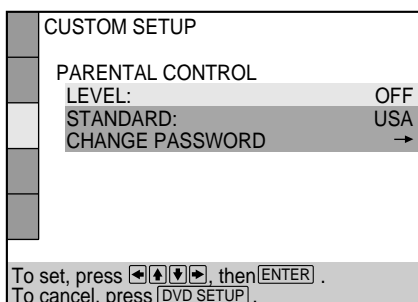 CUSTOM SETUP
PARENTAL CONTROL
LEVEL: OFF
STANDARD: USA
CHANGE PASSWORD →
To set, press ←↑↓→, then ENTER .
To cancel, press DVD SETUP .